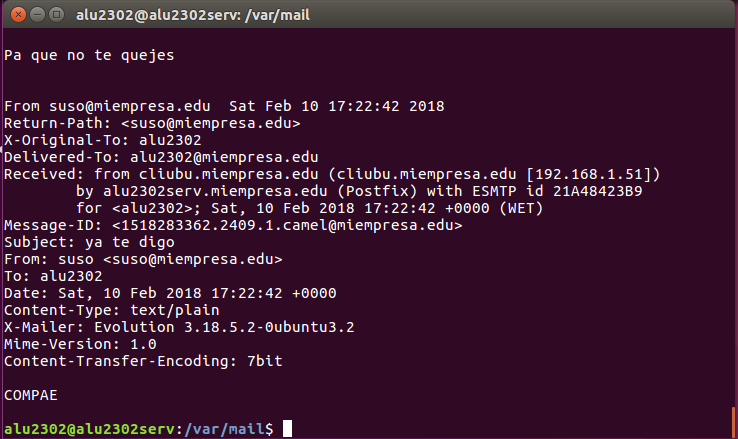 alu2302@alu2302serv: /var/mail
Pa que no te quejes
From suso@miempresa.edu  Sat Feb 10 17:22:42 2018
Return-Path: <suso@miempresa.edu>
X-Original-To: alu2302
Delivered-To: alu2302@miempresa.edu
Received: from cliubu.miempresa.edu (cliubu.miempresa.edu [192.168.1.51])
        by alu2302serv.miempresa.edu (Postfix) with ESMTP id 21A48423B9
        for <alu2302>; Sat, 10 Feb 2018 17:22:42 +0000 (WET)
Message-ID: <1518283362.2409.1.camel@miempresa.edu>
Subject: ya te digo
From: suso <suso@miempresa.edu>
To: alu2302
Date: Sat, 10 Feb 2018 17:22:42 +0000
Content-Type: text/plain
X-Mailer: Evolution 3.18.5.2-0ubuntu3.2
Mime-Version: 1.0
Content-Transfer-Encoding: 7bit
COMPAE
alu2302@alu2302serv:/var/mail$